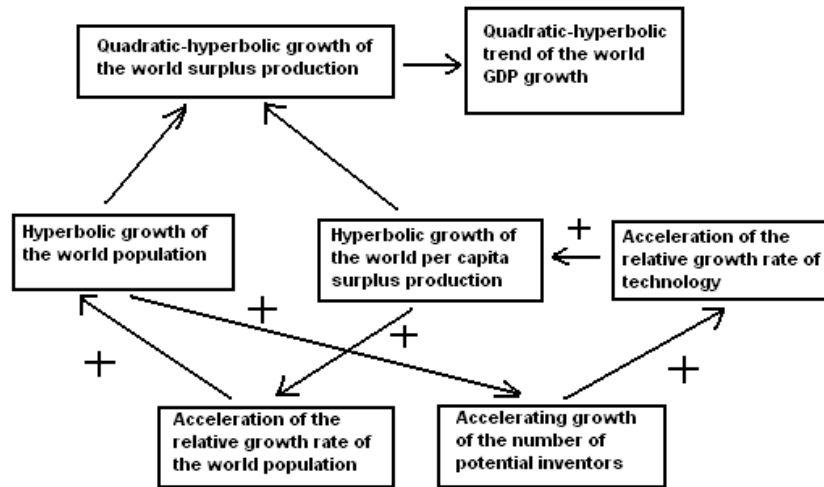 Quadratic-hyperbolic growth of
the world surplus production
Quadratic-hyperbolic
trend of the world
GDP growth
Hyperbolic growth of
the world population
Hyperbolic growth of
the world per capita
surplus production
+
Acceleration of the
relative growth rate of
technology
+
+
+
+
Acceleration of the
relative growth rate of
the world population
Accelerating growth
of the number of
potential inventors